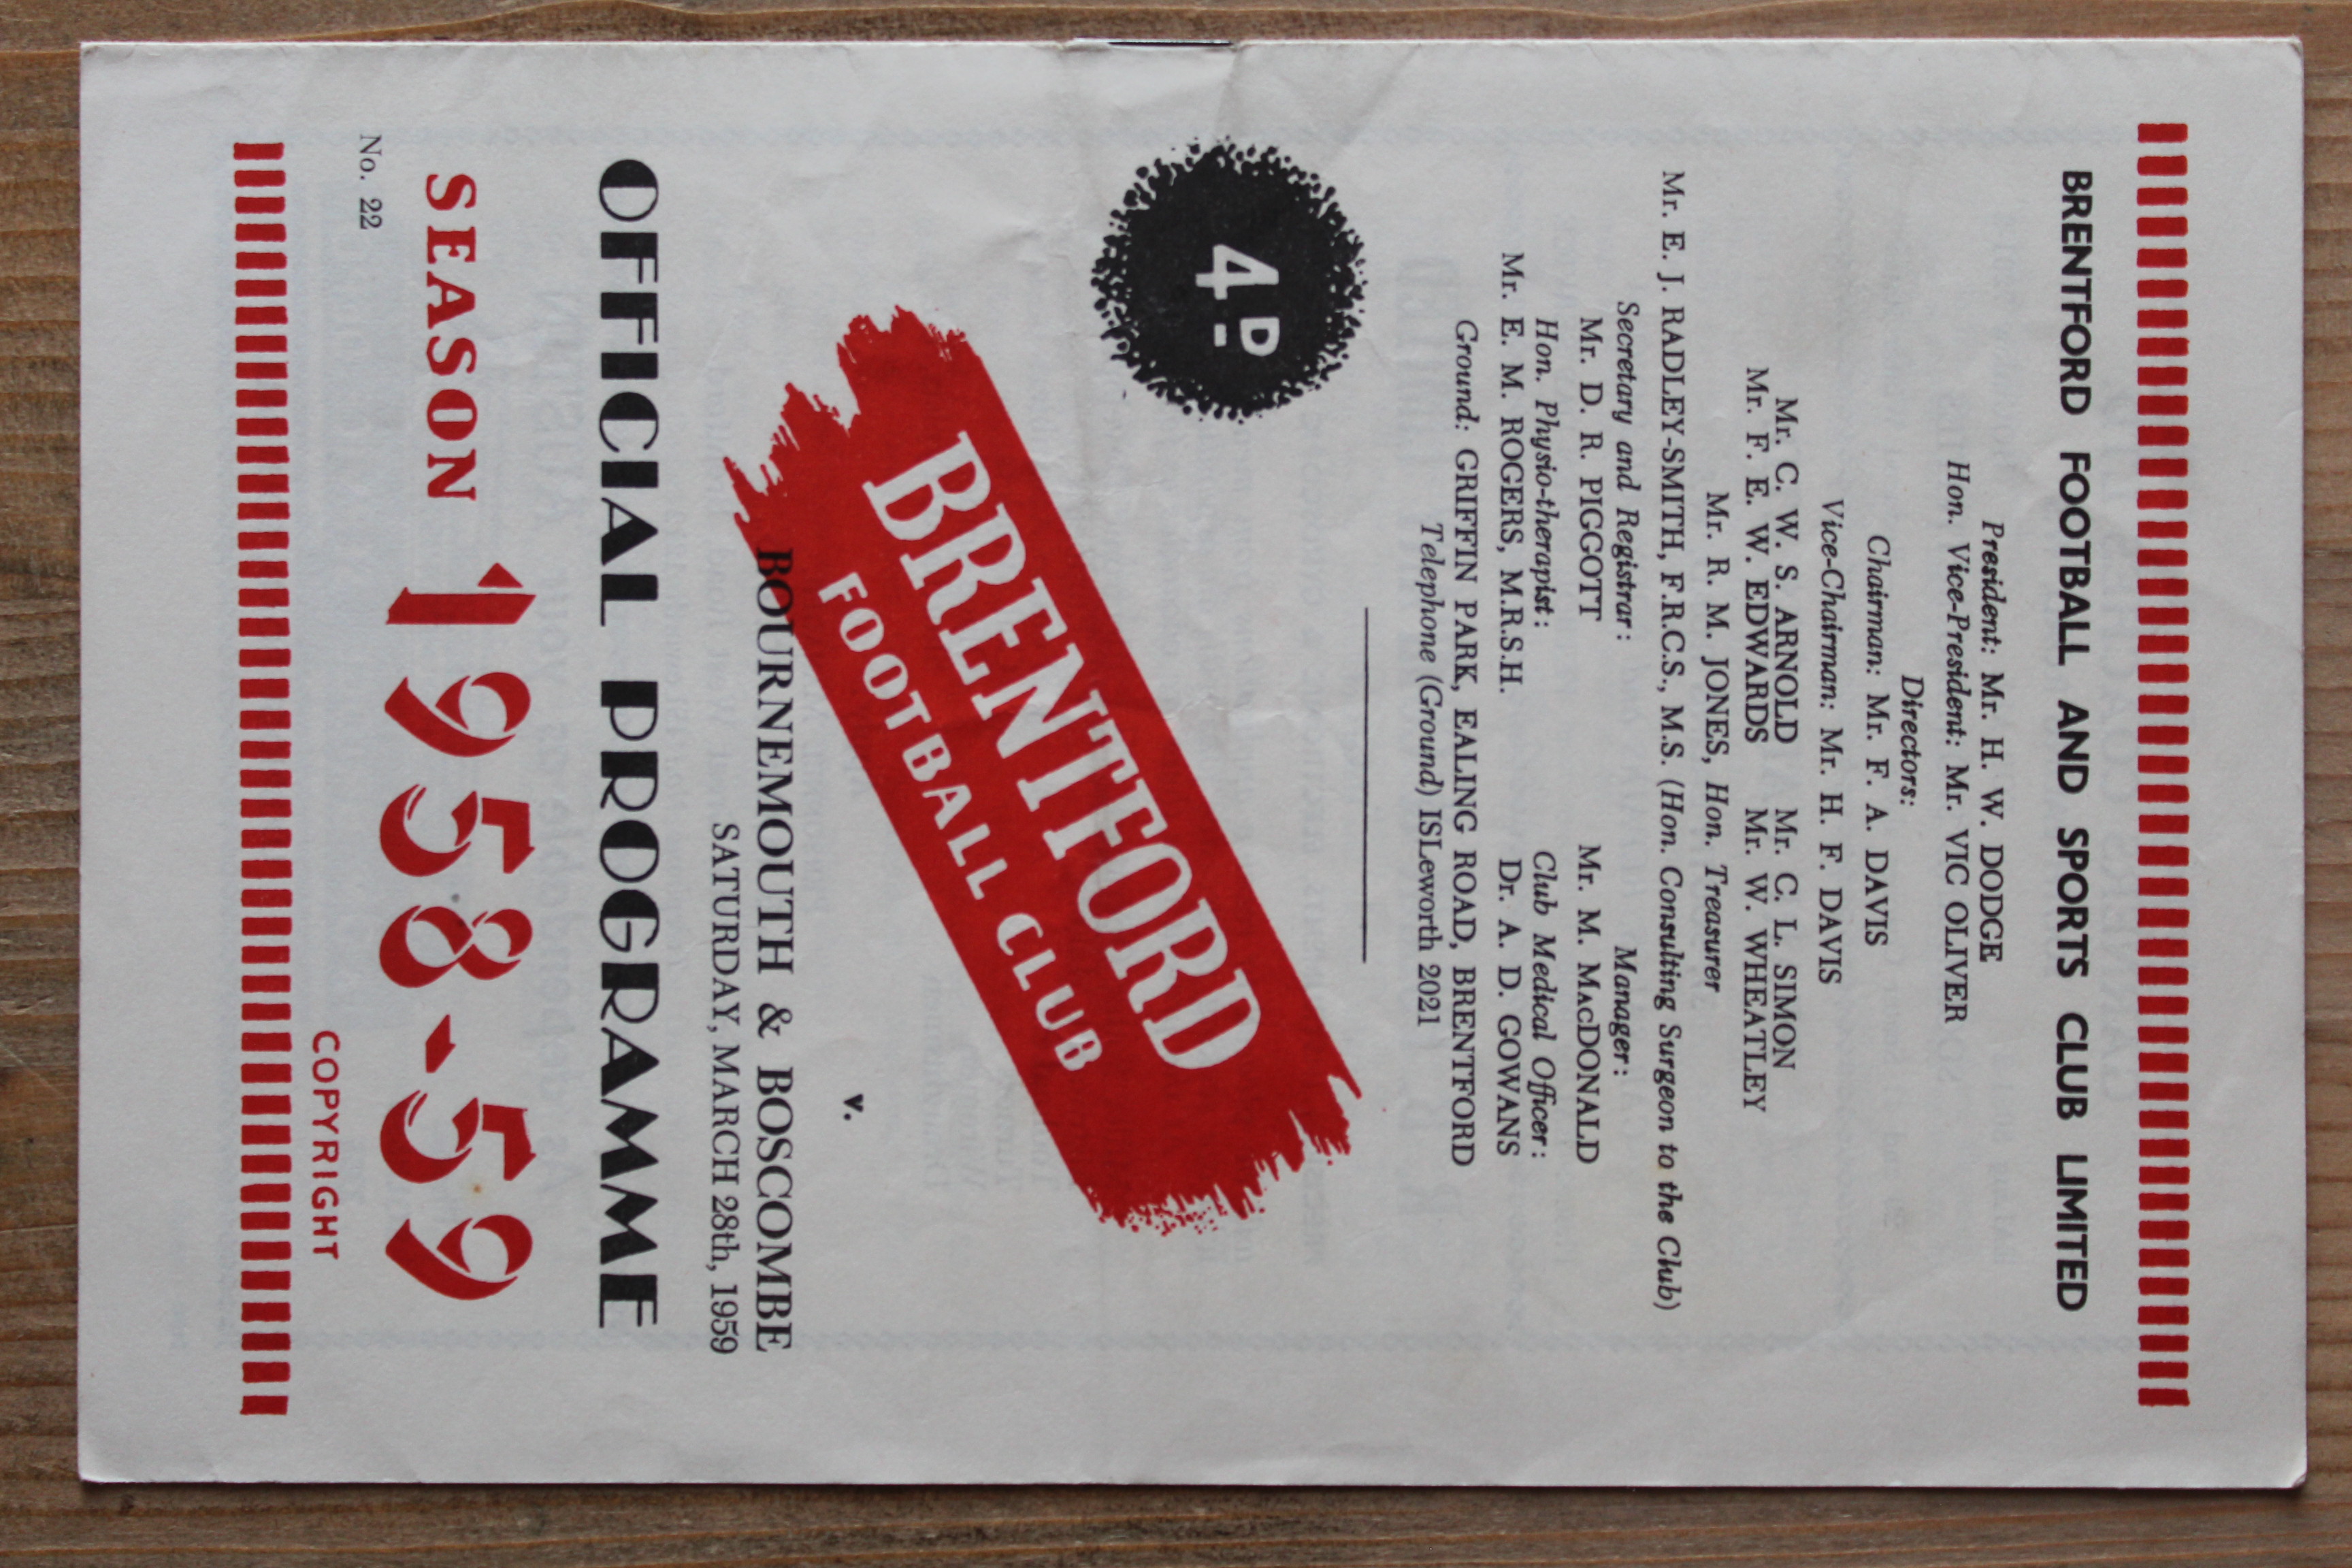 BRENTFORD FOOTBALL AND SPORTS CLUB LIMITED
President: Mr. H. W. DODGE
Hon. Vice-President: Mr. VIC OLIVER
Directors:
Chairman: Mr. F. A. DAVIS
Vice-Chairman: Mr. H. F. DAVIS
Mr. C. W. S. ARNOLD Mr. C. L. SIMON
Mr. F. E. W. EDWARDS Mr. W. WHEATLEY
Mr. R. M. JONES, Hon. Treasurer
Mr. E. J. RADLEY-SMITH, F.R.C.S., M.S. (Hon. Consulting Surgeon to the Club)
Secretary and Registrar: Manager:
Mr. D. R. PIGGOTT Mr. M. MACDONALD
Hon. Physio-therapist: Club Medical Officer:
Mr. E. M. ROGERS, M.R.S.H. Dr. A. D. GOWANS
Ground: GRIFFIN PARK, EALING ROAD, BRENTFORD
Telephone (Ground) ISLeworth 2021
4D
BRENTFORD
FOOTBALL CLUB
v.
BOURNEMOUTH & BOSCOMBE
SATURDAY, MARCH 28th, 1959
OFFICIAL PROGRAMME
SEASON 1958-59
No. 22
COPYRIGHT